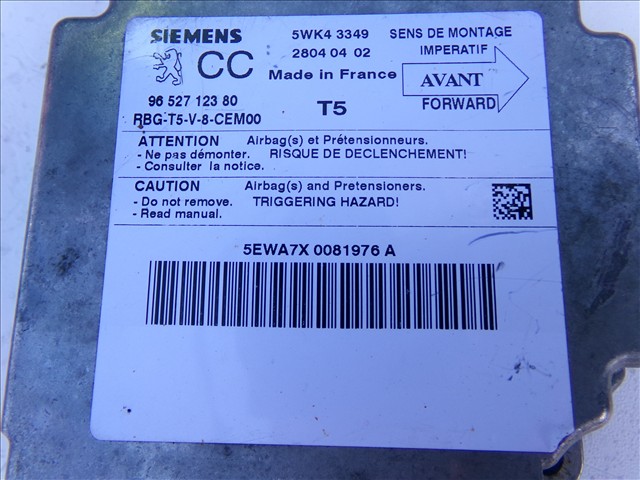 SIEMENS 5WK4 3349 SENS DE MONTAGE
CC 2804 04 02 IMPERATIF
Made in France AVANT
96 527 123 80 T5 FORWARD
RBG-T5-V-8-CEM00
ATTENTION Airbag(s) et Prétensionneurs.
- Ne pas démonter. RISQUE DE DECLENCHEMENT!
- Consulter la notice.
CAUTION Airbag(s) and Pretensioners.
- Do not remove. TRIGGERING HAZARD!
- Read manual.
5EWA7X 0081976 A